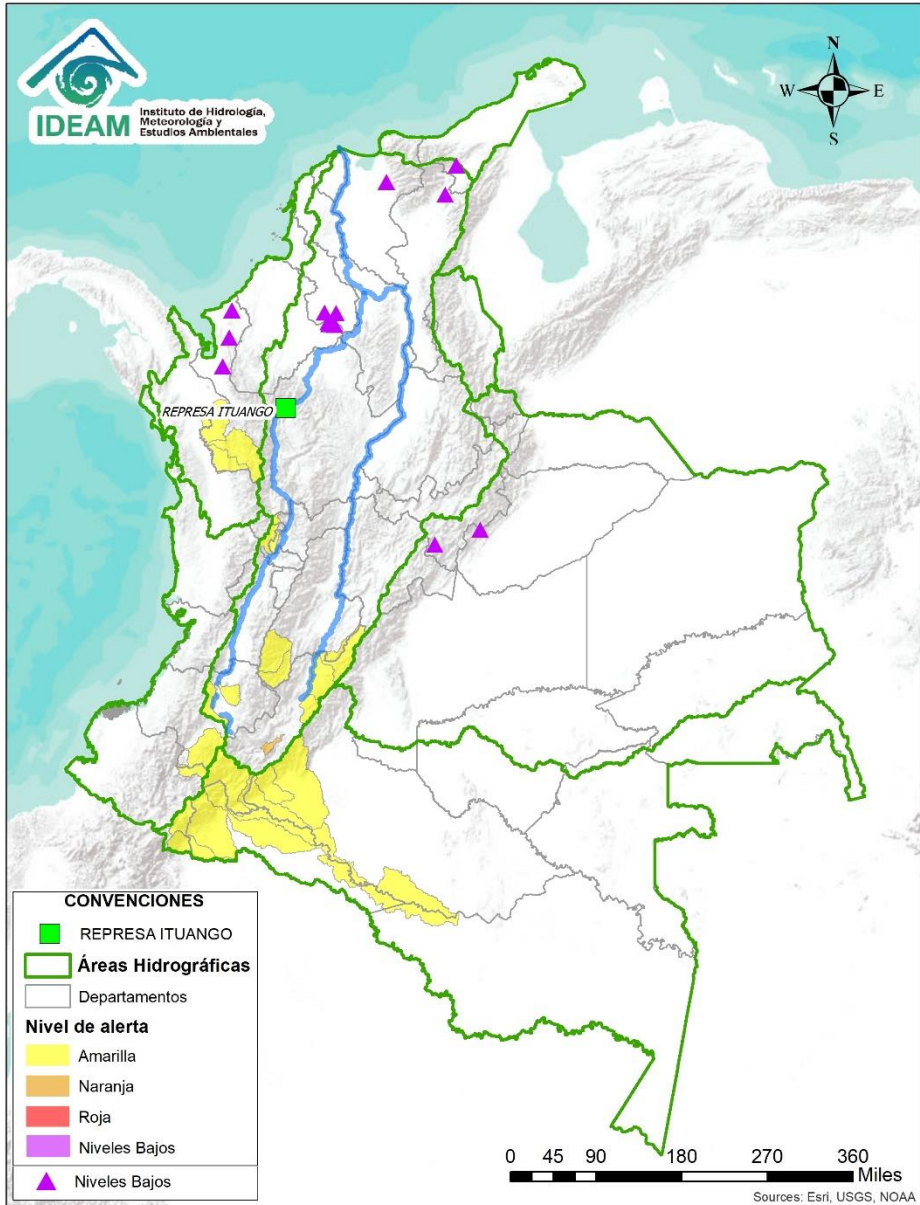 IDEAM
Instituto de Hidrología,
Meteorología y
Estudios Ambientales
N
W
E
S
REPRESA ITUANGO
CONVENCIONES
REPRESA ITUANGO
Áreas Hidrográficas
Departamentos
Nivel de alerta
Amarilla
Naranja
Roja
Niveles Bajos
Niveles Bajos
0 45 90 180 270 360
Miles
Sources: Esri, USGS, NOAA